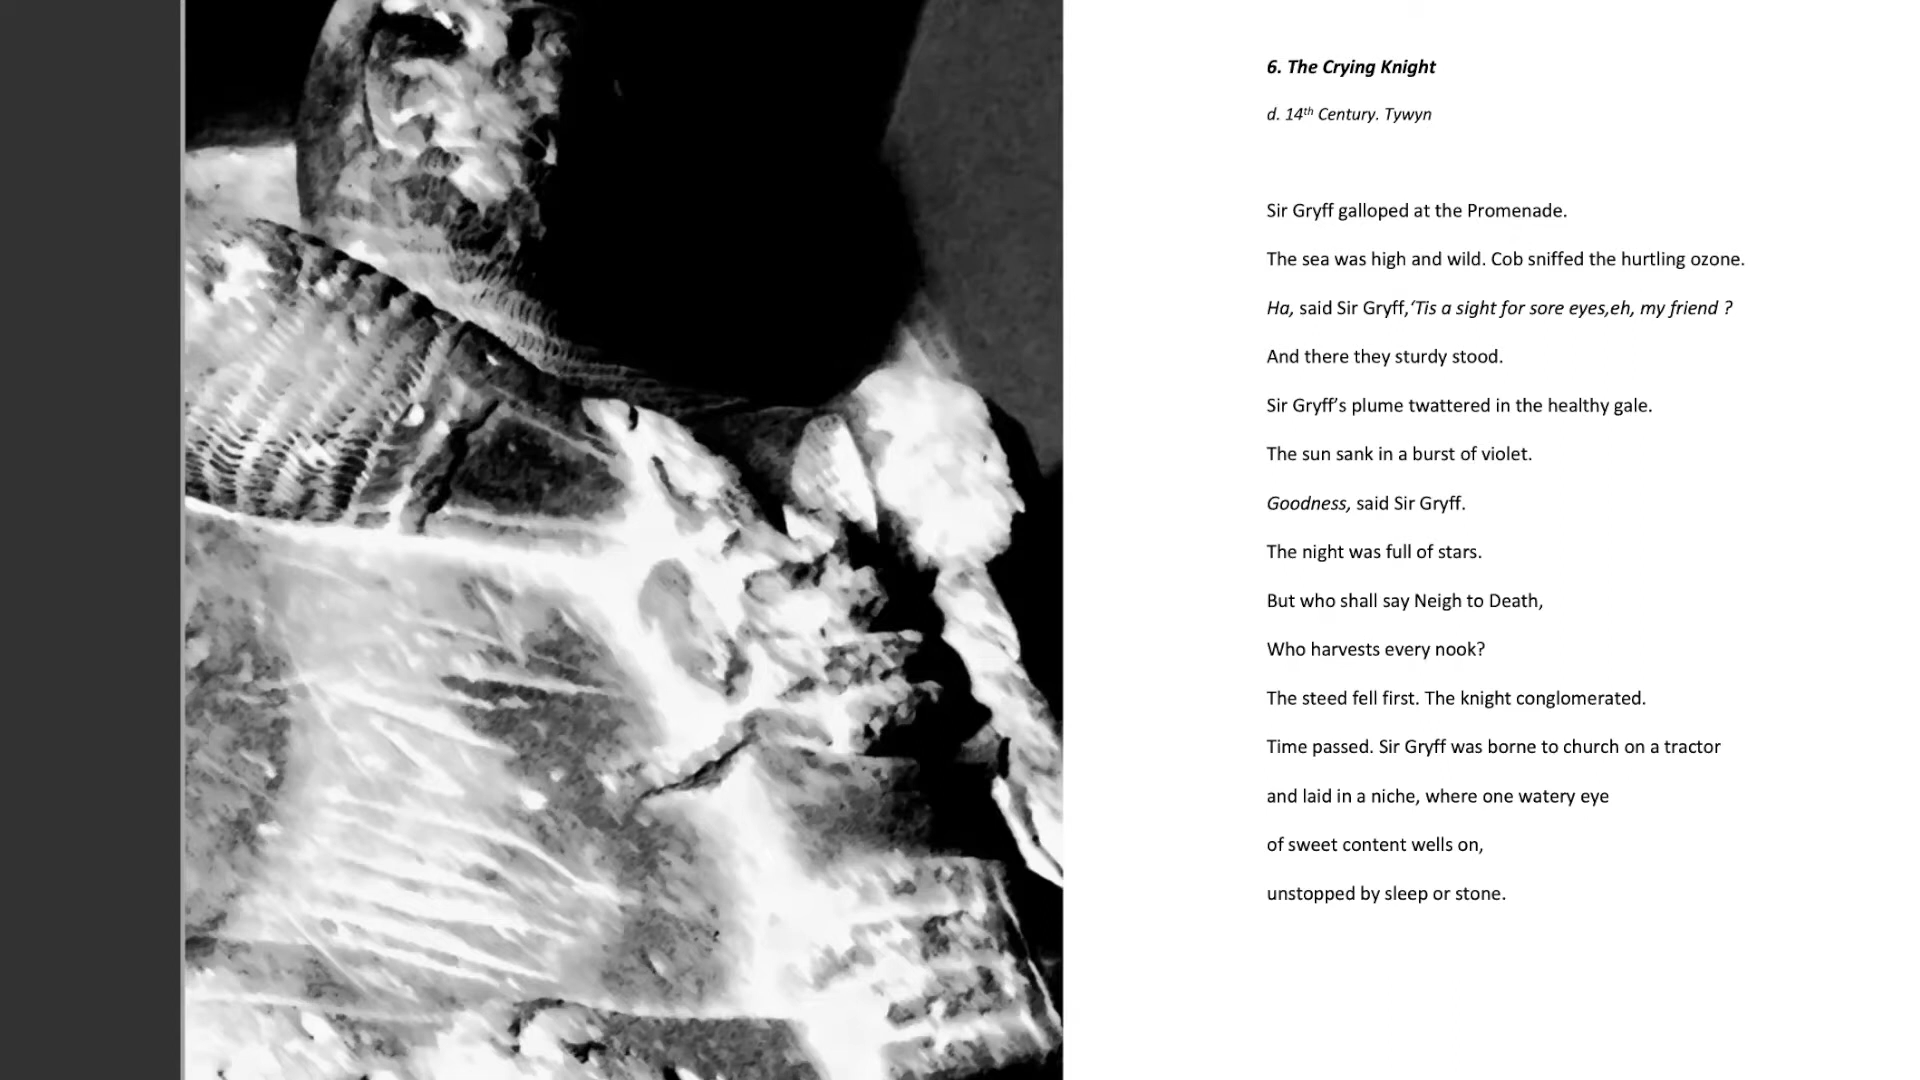 6. The Crying Knight
d. 14th Century. Tywyn
Sir Gryff galloped at the Promenade.
The sea was high and wild. Cob sniffed the hurtling ozone.
Ha, said Sir Gryff,‘Tis a sight for sore eyes,eh, my friend ?
And there they sturdy stood.
Sir Gryff’s plume twattered in the healthy gale.
The sun sank in a burst of violet.
Goodness, said Sir Gryff.
The night was full of stars.
But who shall say Neigh to Death,
Who harvests every nook?
The steed fell first. The knight conglomerated.
Time passed. Sir Gryff was borne to church on a tractor
and laid in a niche, where one watery eye
of sweet content wells on,
unstopped by sleep or stone.